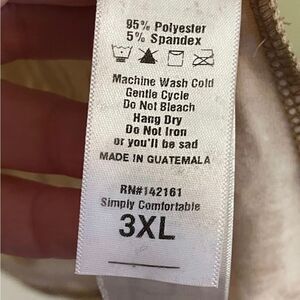 95% Polyester
5% Spandex
Machine Wash Cold
Gentle Cycle
Do Not Bleach
Hang Dry
Do Not Iron
or you'll be sad
MADE IN GUATEMALA
RN#142161
Simply Comfortable
3XL